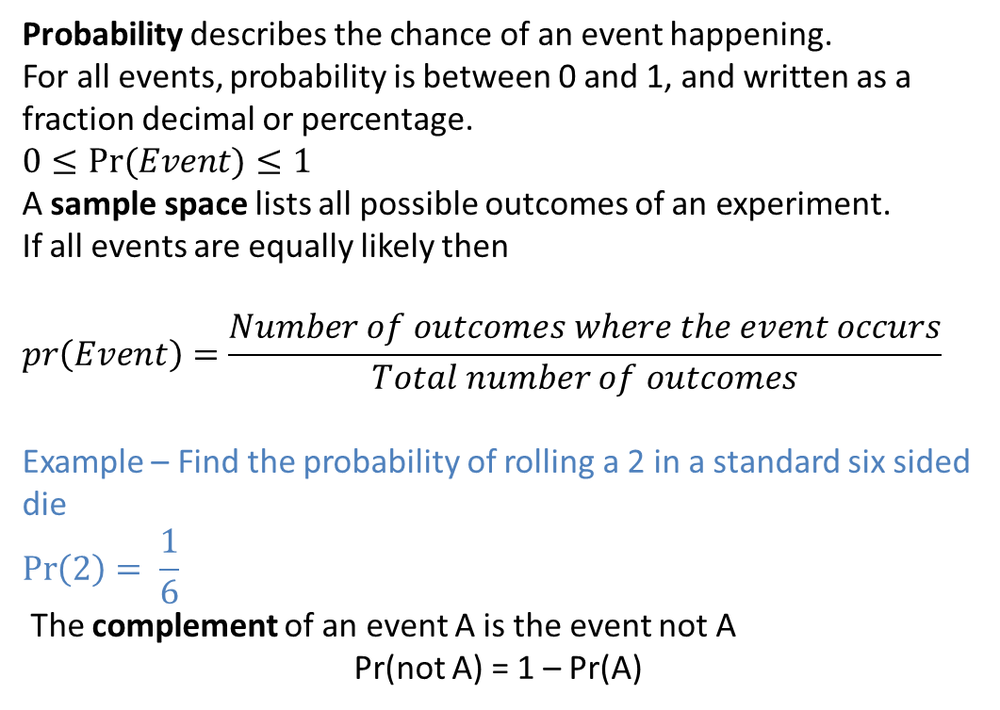 Probability describes the chance of an event happening.
For all events, probability is between 0 and 1, and written as a
fraction decimal or percentage.
0 ≤ Pr(Event) ≤ 1
A sample space lists all possible outcomes of an experiment.
If all events are equally likely then
pr(Event) = Number of outcomes where the event occurs / Total number of outcomes
Example – Find the probability of rolling a 2 in a standard six sided
die
Pr(2) = 1/6
The complement of an event A is the event not A
Pr(not A) = 1 – Pr(A)